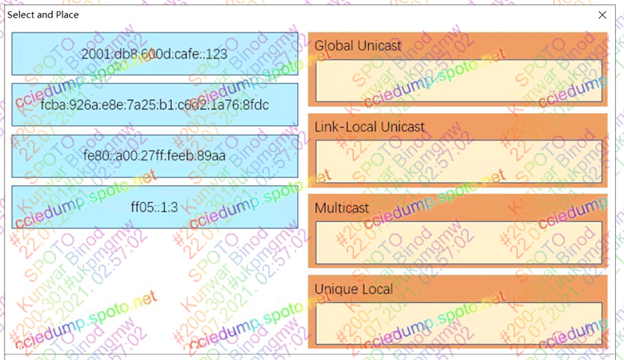 Select and Place
2001:db8:600d:cafe::123
fcba:926a:e8e:7a25:b1:c6d2:1a76:8fdc
fe80::a00:27ff:feeb:89aa
ff05::1:3
Global Unicast
Link-Local Unicast
Multicast
Unique Local
SPOTO
Kunwar Binod
#200-301#ukpmgmw
22.07.2021, 02:57:02
cciedump.spoto.net